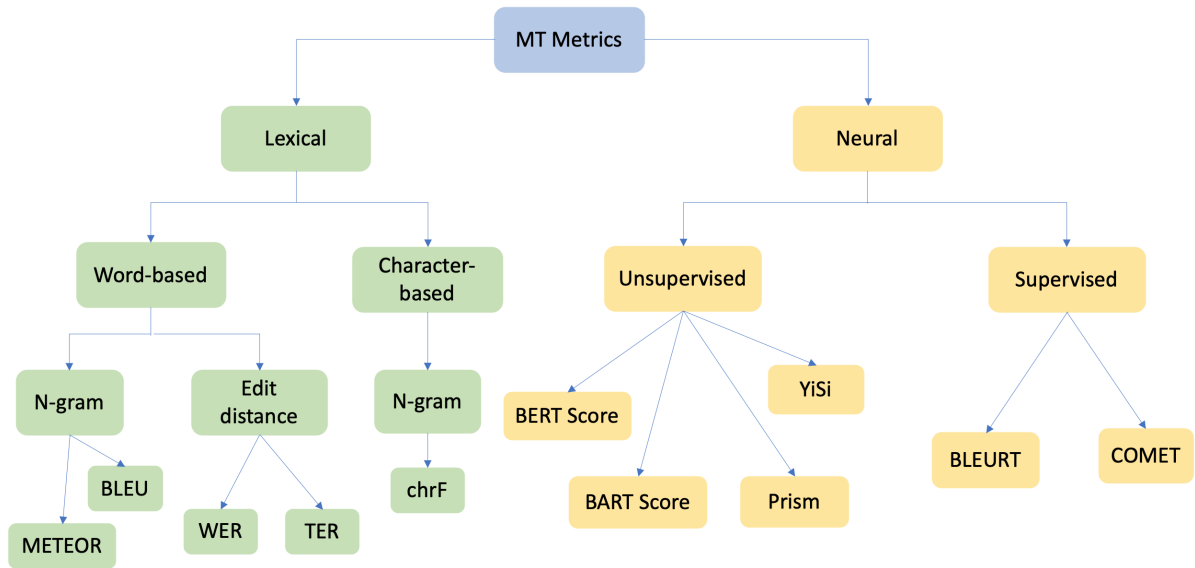 MT Metrics
Lexical
Neural
Word-based
Character-
based
Unsupervised
Supervised
N-gram
Edit
distance
N-gram
BERT Score
YiSi
BLEURT
COMET
BLEU
chrF
BART Score
Prism
METEOR
WER
TER